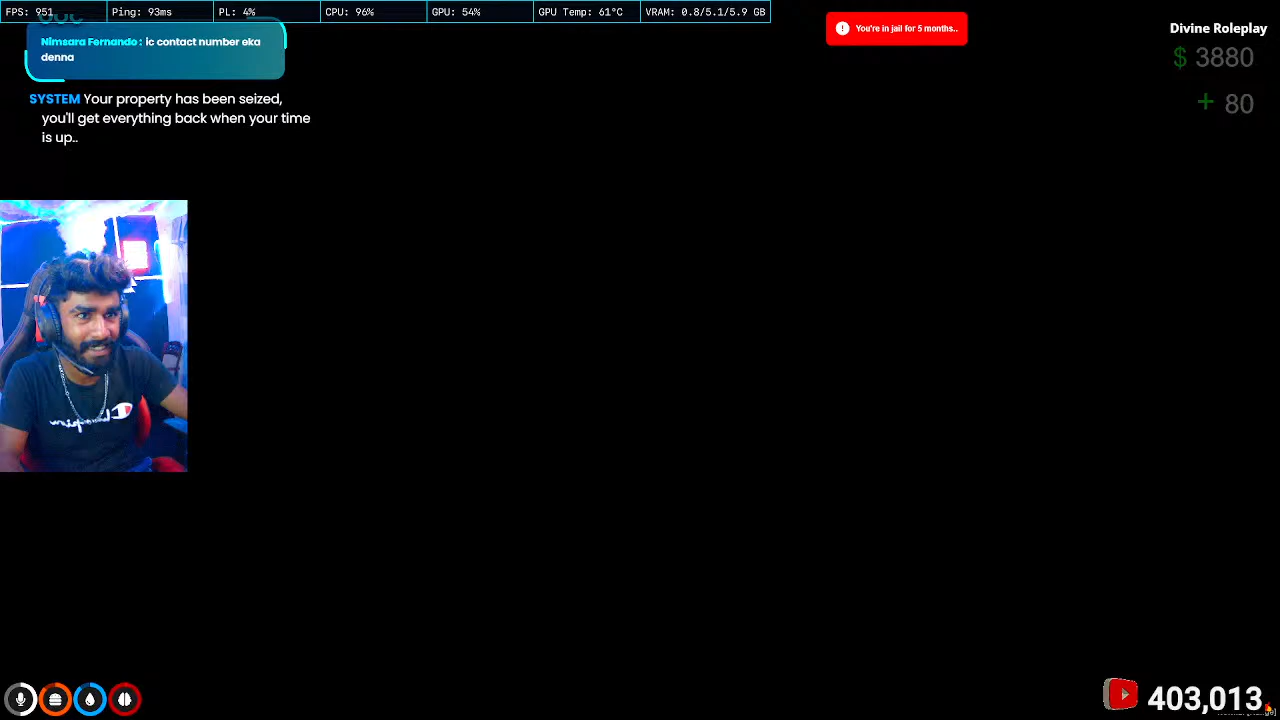 FPS: 951 Ping: 93ms PL: 4% CPU: 96% GPU: 54% GPU Temp: 61°C VRAM: 0.8/5.1/5.9 GB
OOC
Nimsara Fernando : ic contact number eka
denna
SYSTEM Your property has been seized,
you'll get everything back when your time
is up..
You're in jail for 5 months..
Divine Roleplay
$ 3880
+ 80
Champion
403,013